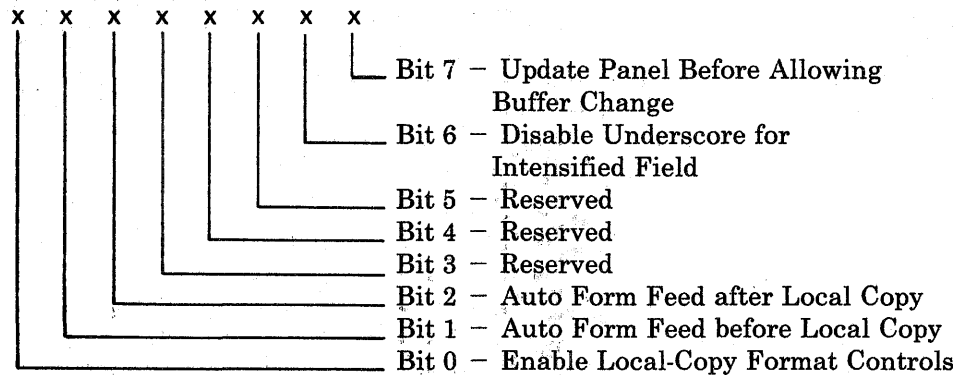 x x x x x x x x
Bit 7 – Update Panel Before Allowing
Buffer Change
Bit 6 – Disable Underscore for
Intensified Field
Bit 5 – Reserved
Bit 4 – Reserved
Bit 3 – Reserved
Bit 2 – Auto Form Feed after Local Copy
Bit 1 – Auto Form Feed before Local Copy
Bit 0 – Enable Local-Copy Format Controls